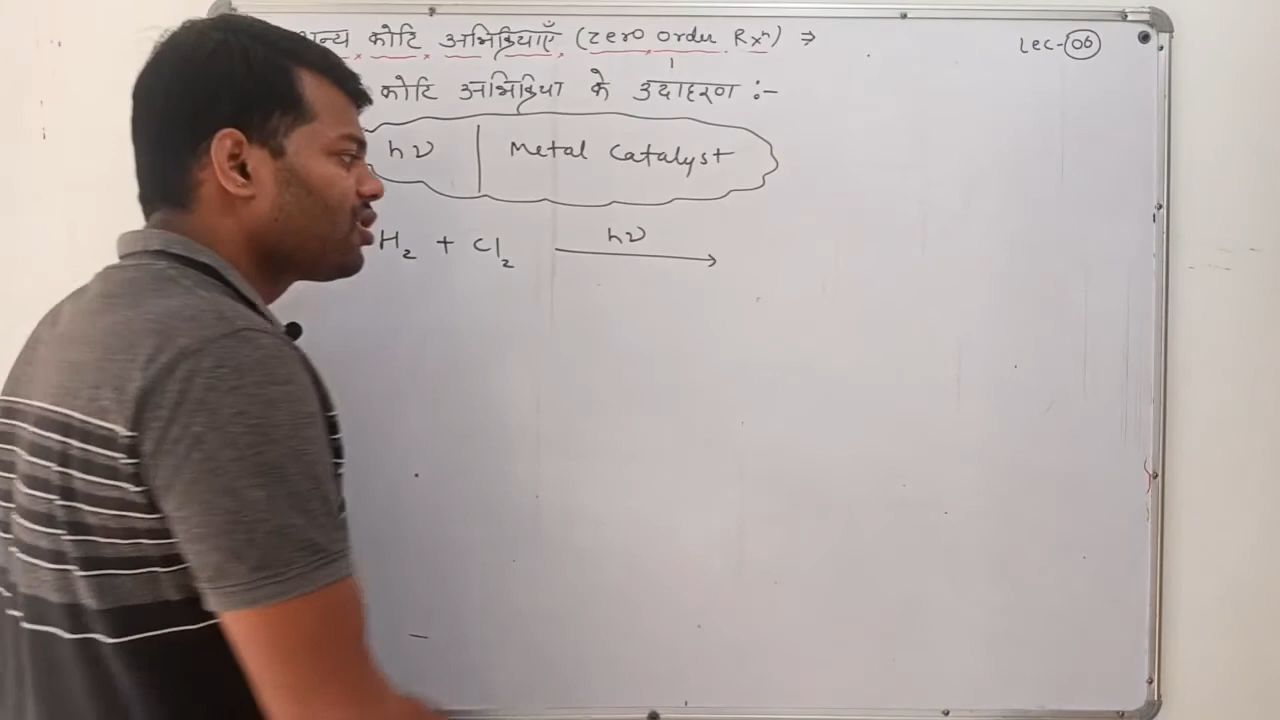 न्य कोटि अभिक्रियाएँ (zero order Rxⁿ) ⇒
Lec-06
कोटि अभिक्रिया के उदाहरण :-
hν | Metal Catalyst
H₂ + Cl₂ hν →